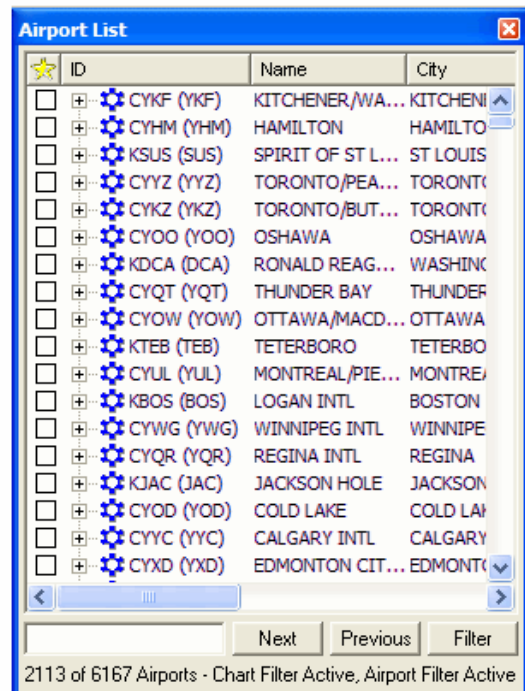 Airport List
ID Name City
CYKF (YKF) KITCHENER/WA... KITCHENE
CYHM (YHM) HAMILTON HAMILTO
KSUS (SUS) SPIRIT OF ST L... ST LOUIS
CYYZ (YYZ) TORONTO/PEA... TORONTO
CYKZ (YKZ) TORONTO/BUT... TORONTO
CYOO (YOO) OSHAWA OSHAWA
KDCA (DCA) RONALD REAG... WASHING
CYQT (YQT) THUNDER BAY THUNDER
CYOW (YOW) OTTAWA/MACD... OTTAWA
KTEB (TEB) TETERBORO TETERBO
CYUL (YUL) MONTREAL/PIE... MONTREA
KBOS (BOS) LOGAN INTL BOSTON
CYWG (YWG) WINNIPEG INTL WINNIPE
CYQR (YQR) REGINA INTL REGINA
KJAC (JAC) JACKSON HOLE JACKSON
CYOD (YOD) COLD LAKE COLD LAK
CYYC (YYC) CALGARY INTL CALGARY
CYXD (YXD) EDMONTON CIT... EDMONTO
Next Previous Filter
2113 of 6167 Airports - Chart Filter Active, Airport Filter Active